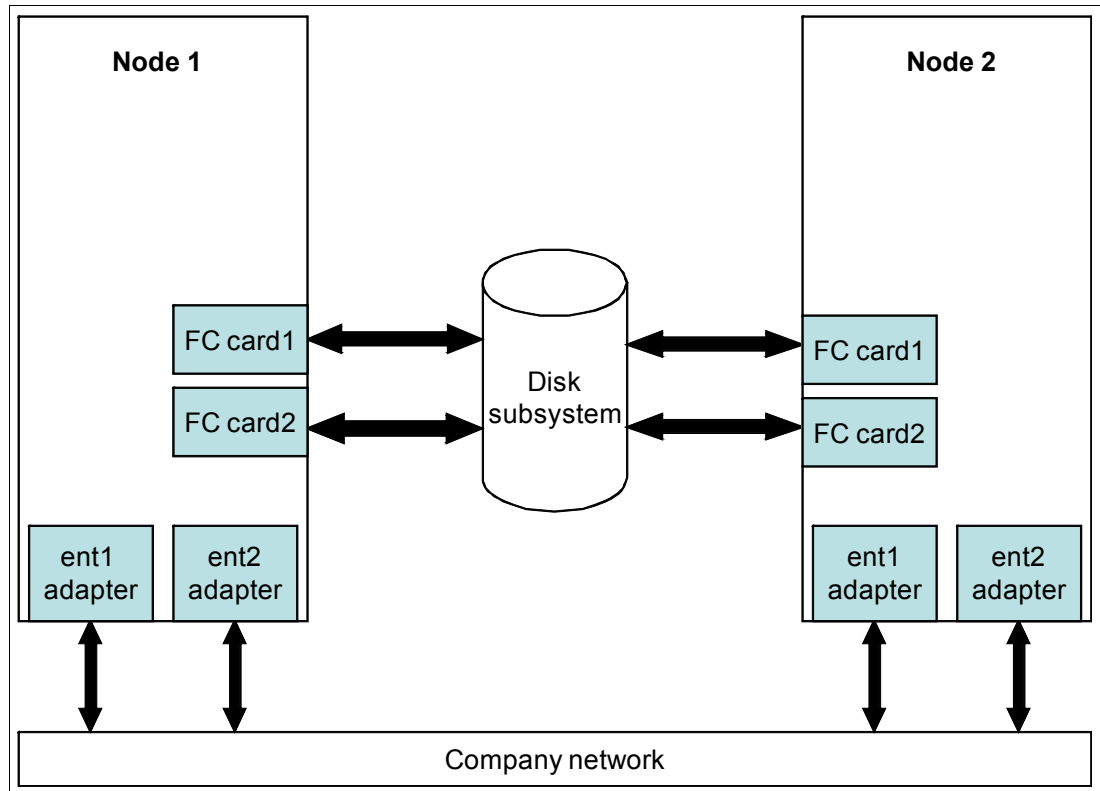 Node 1
Node 2
FC card1
FC card2
Disk
subsystem
FC card1
FC card2
ent1
adapter
ent2
adapter
ent1
adapter
ent2
adapter
Company network